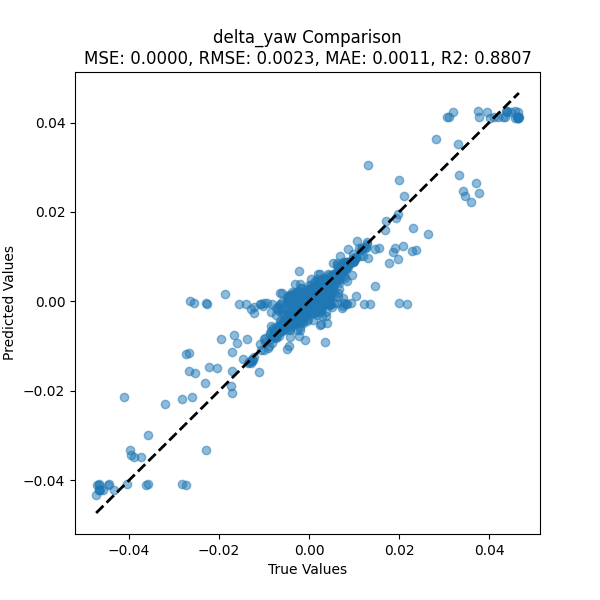 delta_yaw Comparison
MSE: 0.0000, RMSE: 0.0023, MAE: 0.0011, R2: 0.8807
Predicted Values
0.04
0.02
0.00
−0.02
−0.04
−0.04
−0.02
0.00
0.02
0.04
True Values